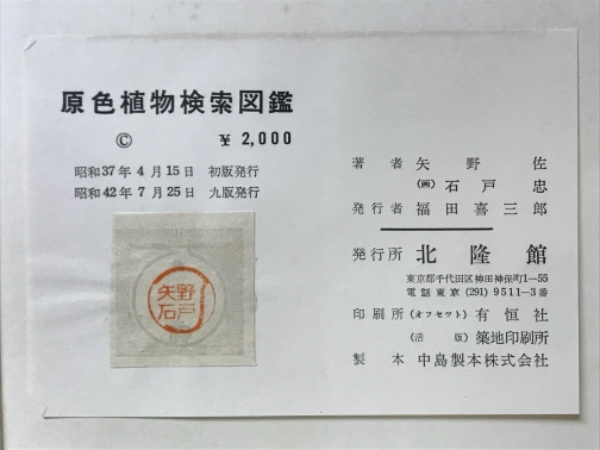 原色植物検索図鑑
© ¥2,000
昭和37年4月15日 初版発行
昭和42年7月25日 九版発行
矢野
石戸
著者 矢野佐
(画) 石戸忠
発行者 福田喜三郎
発行所 北隆館
東京都千代田区神田神保町1―55
電話東京(291)9511―3番
印刷所(オフセット) 有恒社
(活版) 築地印刷所
製本 中島製本株式会社